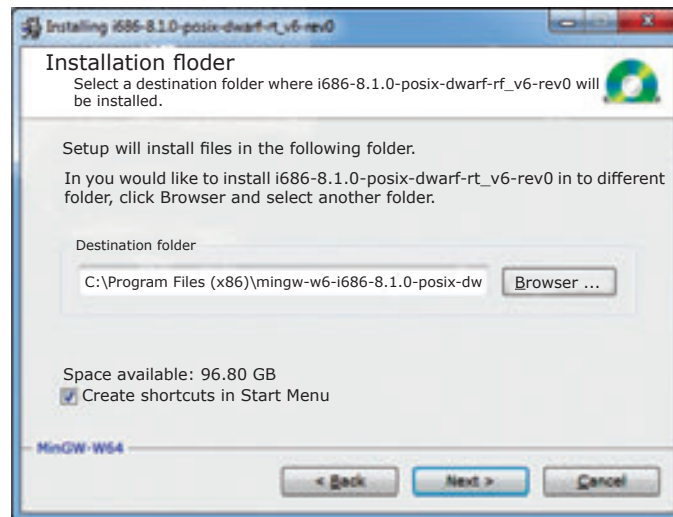 Installing i686-8.1.0-posix-dwarf-rt_v6-rev0
Installation floder
Select a destination folder where i686-8.1.0-posix-dwarf-rf_v6-rev0 will
be installed.
Setup will install files in the following folder.
In you would like to install i686-8.1.0-posix-dwarf-rt_v6-rev0 in to different
folder, click Browser and select another folder.
Destination folder
C:\Program Files (x86)\mingw-w6-i686-8.1.0-posix-dw
Browser ...
Space available: 96.80 GB
Create shortcuts in Start Menu
MinGW-W64
< Back
Next >
Cancel